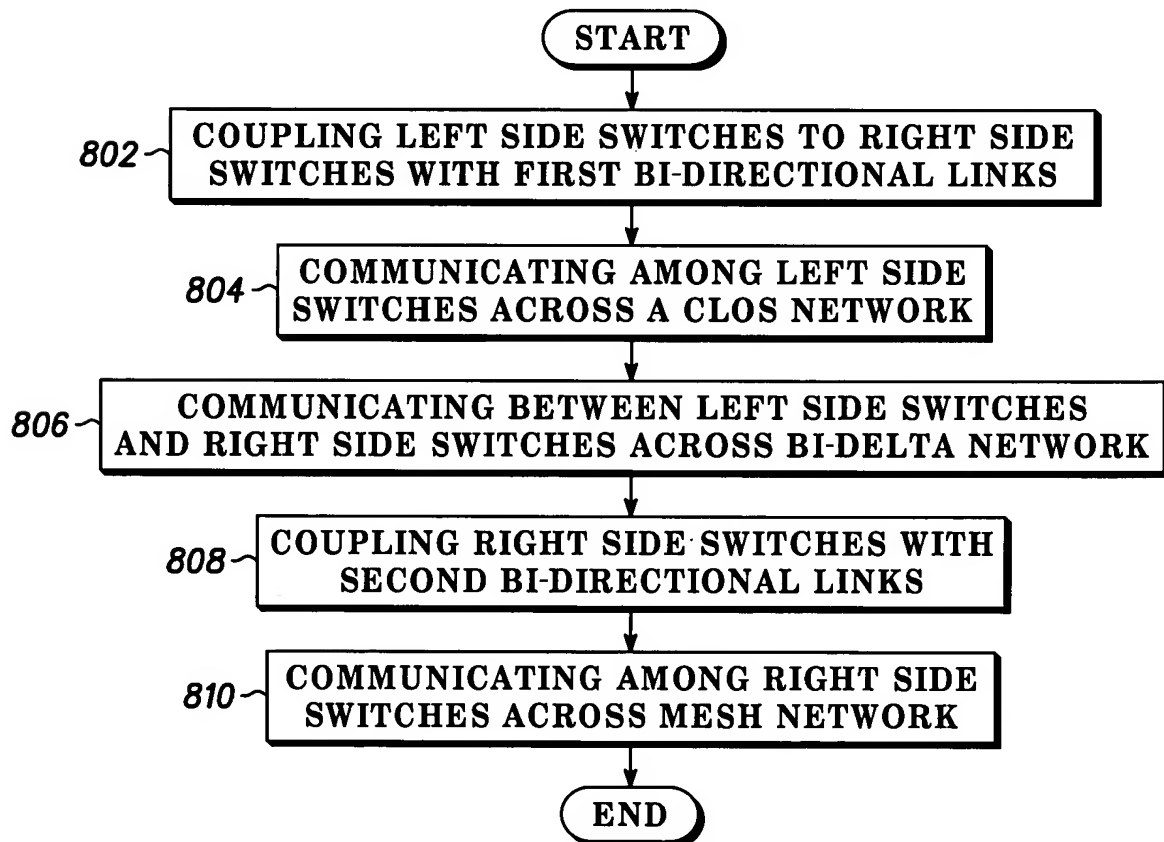 START
802
COUPLING LEFT SIDE SWITCHES TO RIGHT SIDE
SWITCHES WITH FIRST BI-DIRECTIONAL LINKS
804
COMMUNICATING AMONG LEFT SIDE
SWITCHES ACROSS A CLOS NETWORK
806
COMMUNICATING BETWEEN LEFT SIDE SWITCHES
AND RIGHT SIDE SWITCHES ACROSS BI-DELTA NETWORK
808
COUPLING RIGHT SIDE SWITCHES WITH
SECOND BI-DIRECTIONAL LINKS
810
COMMUNICATING AMONG RIGHT SIDE
SWITCHES ACROSS MESH NETWORK
END